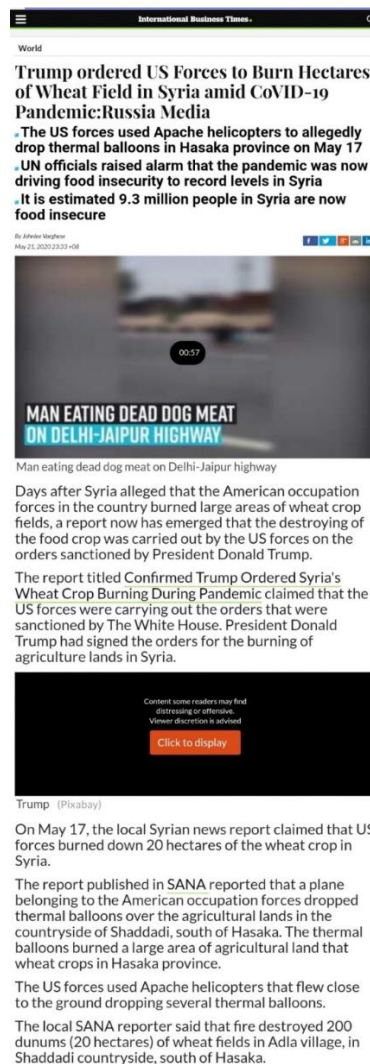 International Business Times.
World
Trump ordered US Forces to Burn Hectares
of Wheat Field in Syria amid CoVID-19
Pandemic:Russia Media
The US forces used Apache helicopters to allegedly
drop thermal balloons in Hasaka province on May 17
UN officials raised alarm that the pandemic was now
driving food insecurity to record levels in Syria
It is estimated 9.3 million people in Syria are now
food insecure
By Johnlee Varghese
May 21, 2020 23:33 +08
00:57
MAN EATING DEAD DOG MEAT
ON DELHI-JAIPUR HIGHWAY
Man eating dead dog meat on Delhi-Jaipur highway
Days after Syria alleged that the American occupation
forces in the country burned large areas of wheat crop
fields, a report now has emerged that the destroying of
the food crop was carried out by the US forces on the
orders sanctioned by President Donald Trump.
The report titled Confirmed Trump Ordered Syria's
Wheat Crop Burning During Pandemic claimed that the
US forces were carrying out the orders that were
sanctioned by The White House. President Donald
Trump had signed the orders for the burning of
agriculture lands in Syria.
Content some readers may find
distressing or offensive.
Viewer discretion is advised
Click to display
Trump (Pixabay)
On May 17, the local Syrian news report claimed that US
forces burned down 20 hectares of the wheat crop in
Syria.
The report published in SANA reported that a plane
belonging to the American occupation forces dropped
thermal balloons over the agricultural lands in the
countryside of Shaddadi, south of Hasaka. The thermal
balloons burned a large area of agricultural land that
wheat crops in Hasaka province.
The US forces used Apache helicopters that flew close
to the ground dropping several thermal balloons.
The local SANA reporter said that fire destroyed 200
dunums (20 hectares) of wheat fields in Adla village, in
Shaddadi countryside, south of Hasaka.